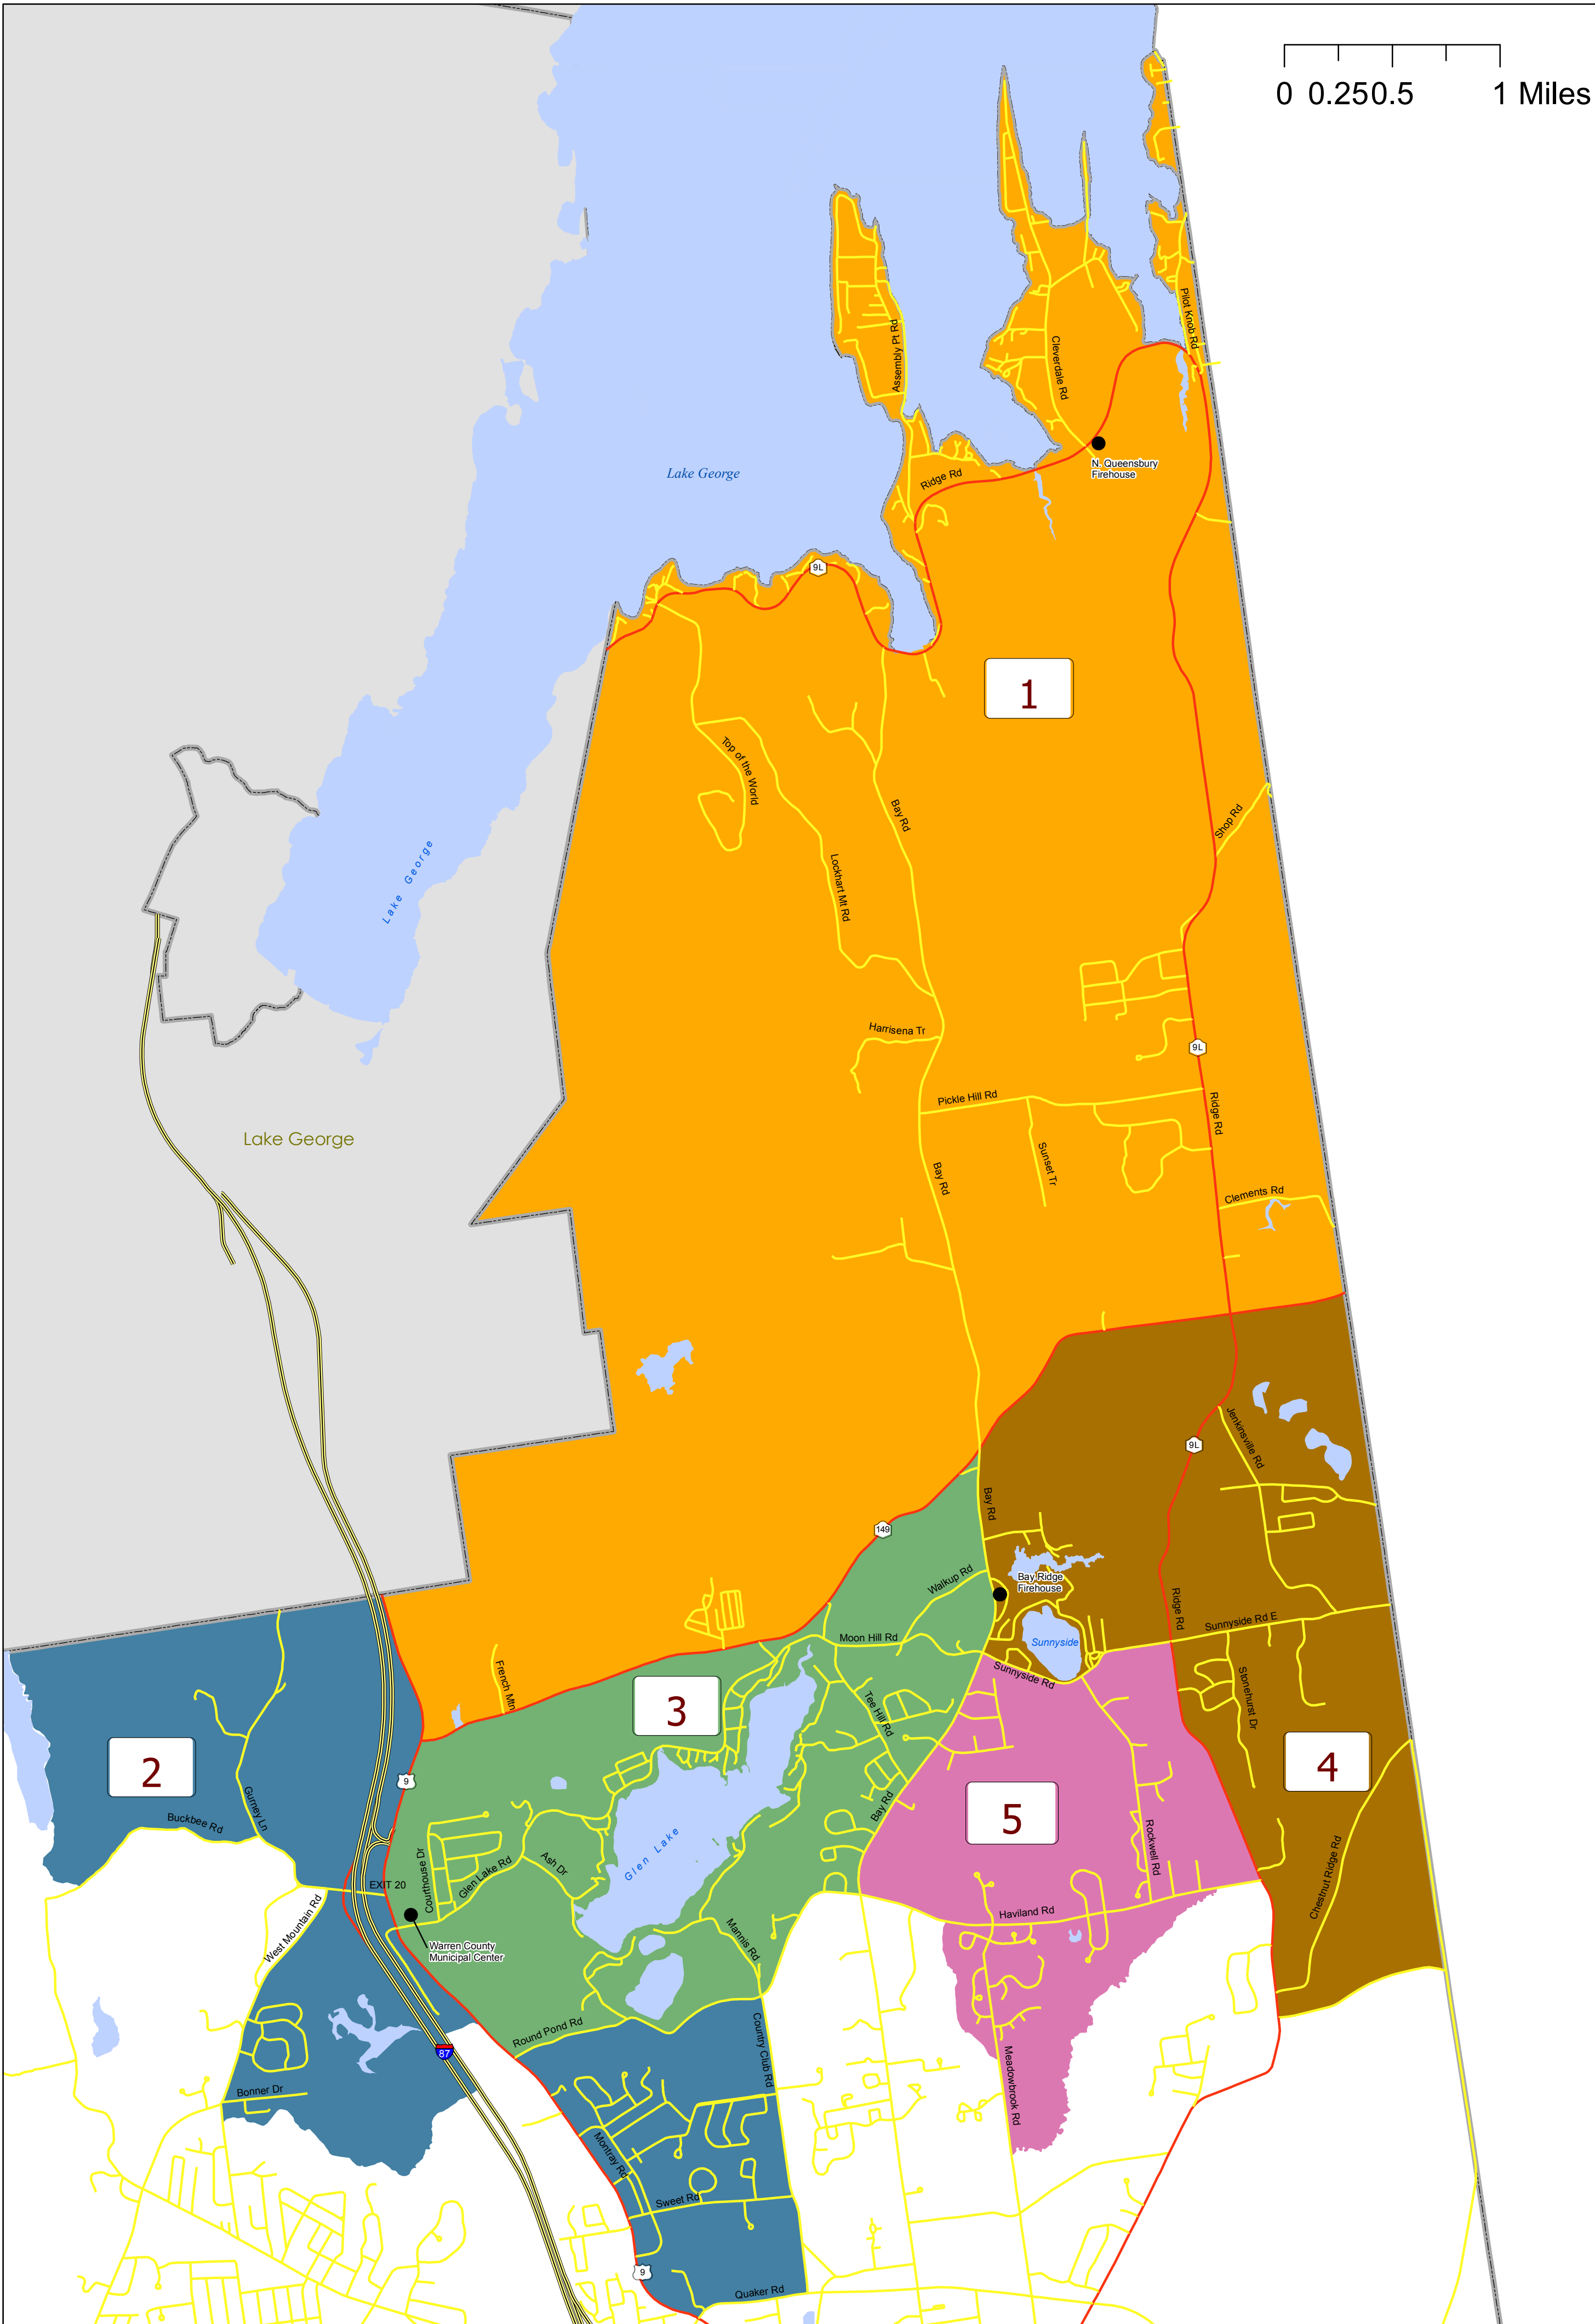 0 0.25 0.5 1 Miles
Pilot Knob Rd
Assembly Pt Rd
Cleverdale Rd
N. Queensbury
Firehouse
Lake George
Ridge Rd
9L
1
Top of the World
Bay Rd
Shop Rd
Lake George
Lockhart Mt Rd
Harrisena Tr
9L
Pickle Hill Rd
Ridge Rd
Lake George
Sunset Tr
Bay Rd
Clements Rd
Jenkinsville Rd
9L
Bay Rd
149
Walkup Rd
Bay Ridge
Firehouse
Ridge Rd
Sunnyside Rd E
Moon Hill Rd
Sunnyside
Sunnyside Rd
French Mtn
Stonehurst Dr
Tee Hill Rd
3
2
4
9
5
Gurney Ln
Buckbee Rd
Bay Rd
Glen Lake
Rockwell Rd
Ash Dr
Courthouse Dr
Glen Lake Rd
Chestnut Ridge Rd
EXIT 20
West Mountain Rd
Haviland Rd
Mannis Rd
Warren County
Municipal Center
Round Pond Rd
Country Club Rd
87
Meadowbrook Rd
Bonner Dr
Montray Rd
Sweet Rd
9
Quaker Rd